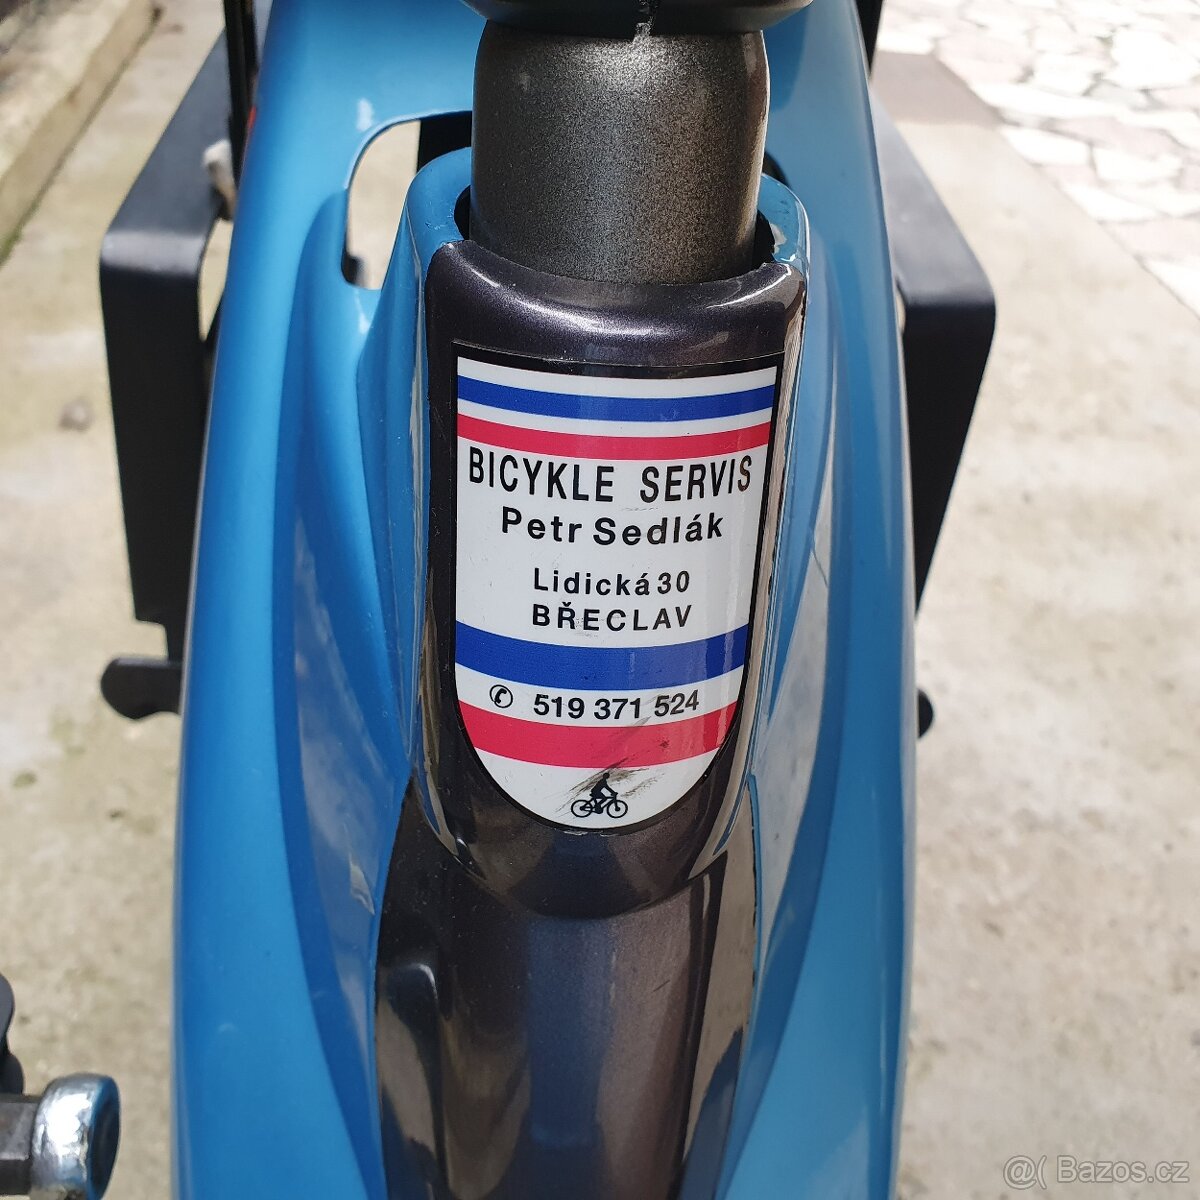 BICYKLE SERVIS
Petr Sedlák
Lidická 30
BŘECLAV
✆ 519 371 524
@( Bazos.cz